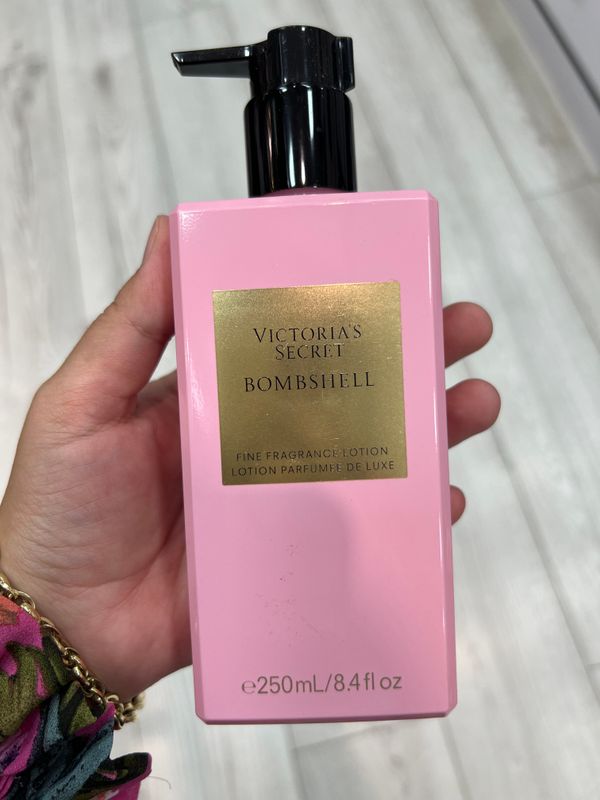 VICTORIA'S
SECRET
BOMBSHELL
FINE FRAGRANCE LOTION
LOTION PARFUMÉE DE LUXE
℮250mL/8.4 fl oz